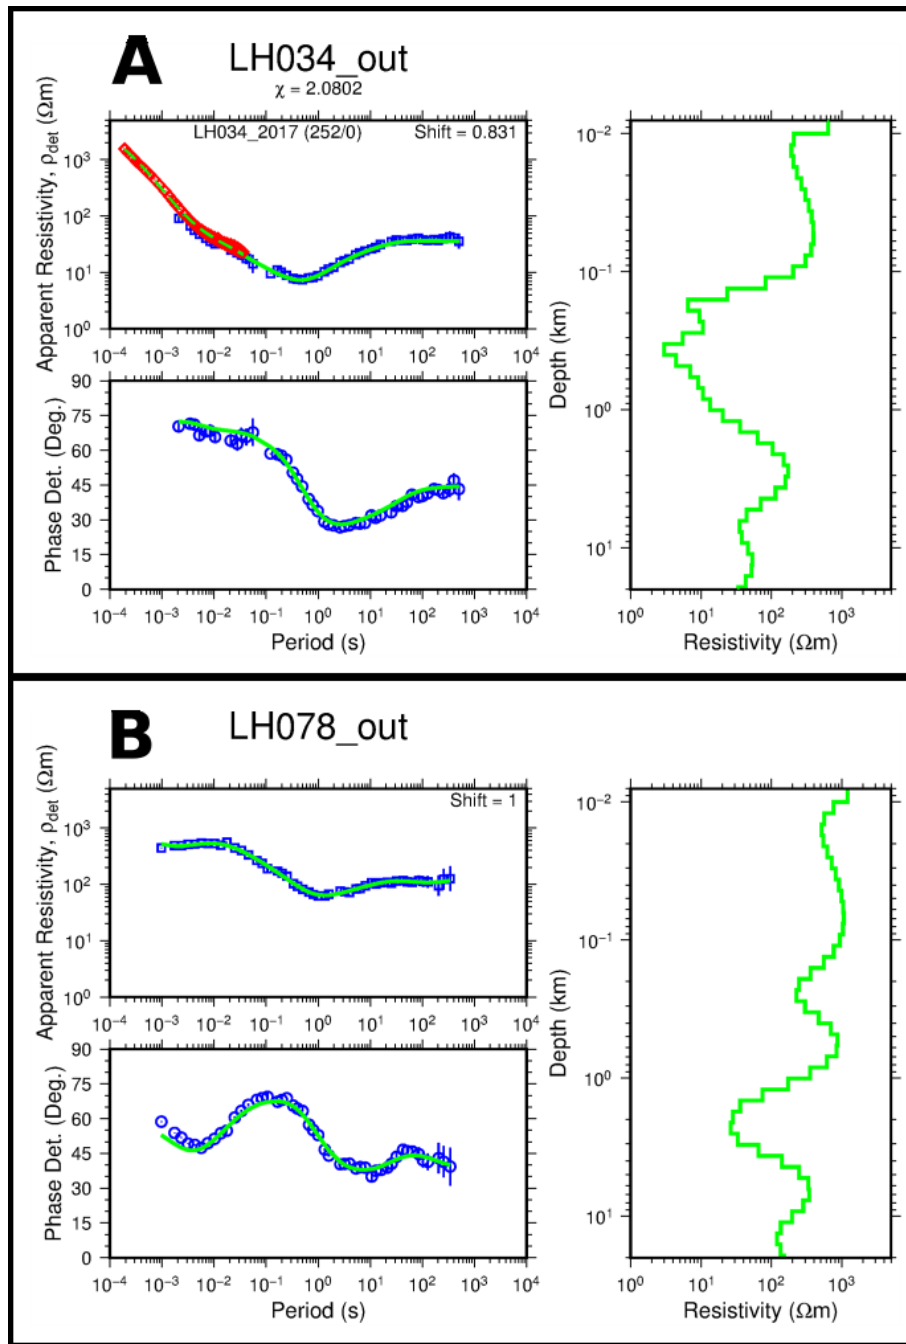 A
LH034_out
χ = 2.0802
LH034_2017 (252/0) Shift = 0.831
Apparent Resistivity, ρdet (Ωm)
10³
10²
10¹
10⁰
10⁻⁴ 10⁻³ 10⁻² 10⁻¹ 10⁰ 10¹ 10² 10³ 10⁴
Phase Det. (Deg.)
90
75
60
45
30
15
0
10⁻⁴ 10⁻³ 10⁻² 10⁻¹ 10⁰ 10¹ 10² 10³ 10⁴
Period (s)
Depth (km)
10⁻²
10⁻¹
10⁰
10¹
10⁰ 10¹ 10² 10³
Resistivity (Ωm)
B
LH078_out
Shift = 1
Apparent Resistivity, ρdet (Ωm)
10³
10²
10¹
10⁰
10⁻⁴ 10⁻³ 10⁻² 10⁻¹ 10⁰ 10¹ 10² 10³ 10⁴
Phase Det. (Deg.)
90
75
60
45
30
15
0
10⁻⁴ 10⁻³ 10⁻² 10⁻¹ 10⁰ 10¹ 10² 10³ 10⁴
Period (s)
Depth (km)
10⁻²
10⁻¹
10⁰
10¹
10⁰ 10¹ 10² 10³
Resistivity (Ωm)